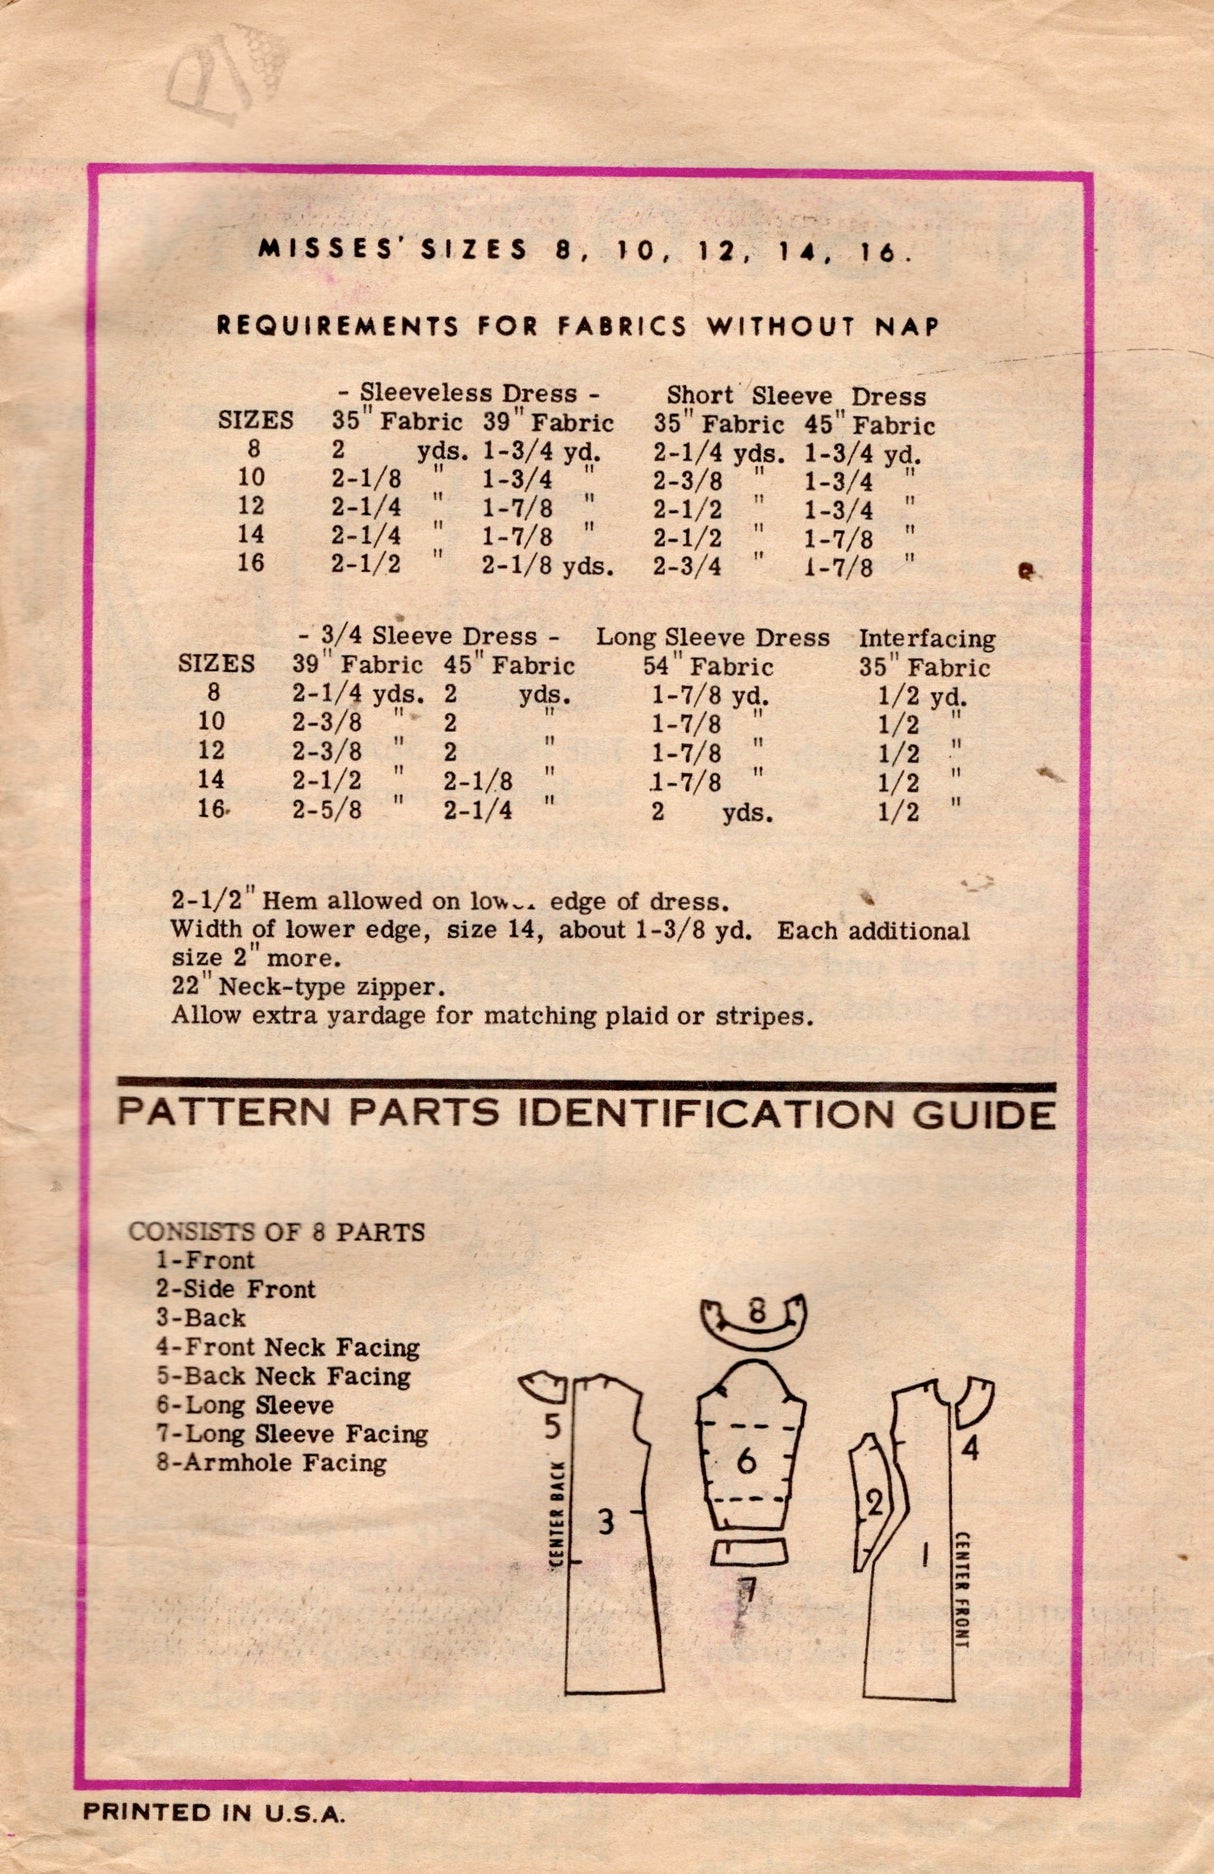 MISSES' SIZES 8, 10, 12, 14, 16.
REQUIREMENTS FOR FABRICS WITHOUT NAP
- Sleeveless Dress - Short Sleeve Dress
SIZES 35" Fabric 39" Fabric 35" Fabric 45" Fabric
8 2 yds. 1-3/4 yd. 2-1/4 yds. 1-3/4 yd.
10 2-1/8 " 1-3/4 " 2-3/8 " 1-3/4 "
12 2-1/4 " 1-7/8 " 2-1/2 " 1-3/4 "
14 2-1/4 " 1-7/8 " 2-1/2 " 1-7/8 "
16 2-1/2 " 2-1/8 yds. 2-3/4 " 1-7/8 "
- 3/4 Sleeve Dress - Long Sleeve Dress Interfacing
SIZES 39" Fabric 45" Fabric 54" Fabric 35" Fabric
8 2-1/4 yds. 2 yds. 1-7/8 yd. 1/2 yd.
10 2-3/8 " 2 " 1-7/8 " 1/2 "
12 2-3/8 " 2 " 1-7/8 " 1/2 "
14 2-1/2 " 2-1/8 " 1-7/8 " 1/2 "
16 2-5/8 " 2-1/4 " 2 yds. 1/2 "
2-1/2" Hem allowed on lower edge of dress.
Width of lower edge, size 14, about 1-3/8 yd. Each additional
size 2" more.
22" Neck-type zipper.
Allow extra yardage for matching plaid or stripes.
PATTERN PARTS IDENTIFICATION GUIDE
CONSISTS OF 8 PARTS
1-Front
2-Side Front
3-Back
4-Front Neck Facing
5-Back Neck Facing
6-Long Sleeve
7-Long Sleeve Facing
8-Armhole Facing
8
5
CENTER BACK
3
6
7
2
1
4
CENTER FRONT
PRINTED IN U.S.A.